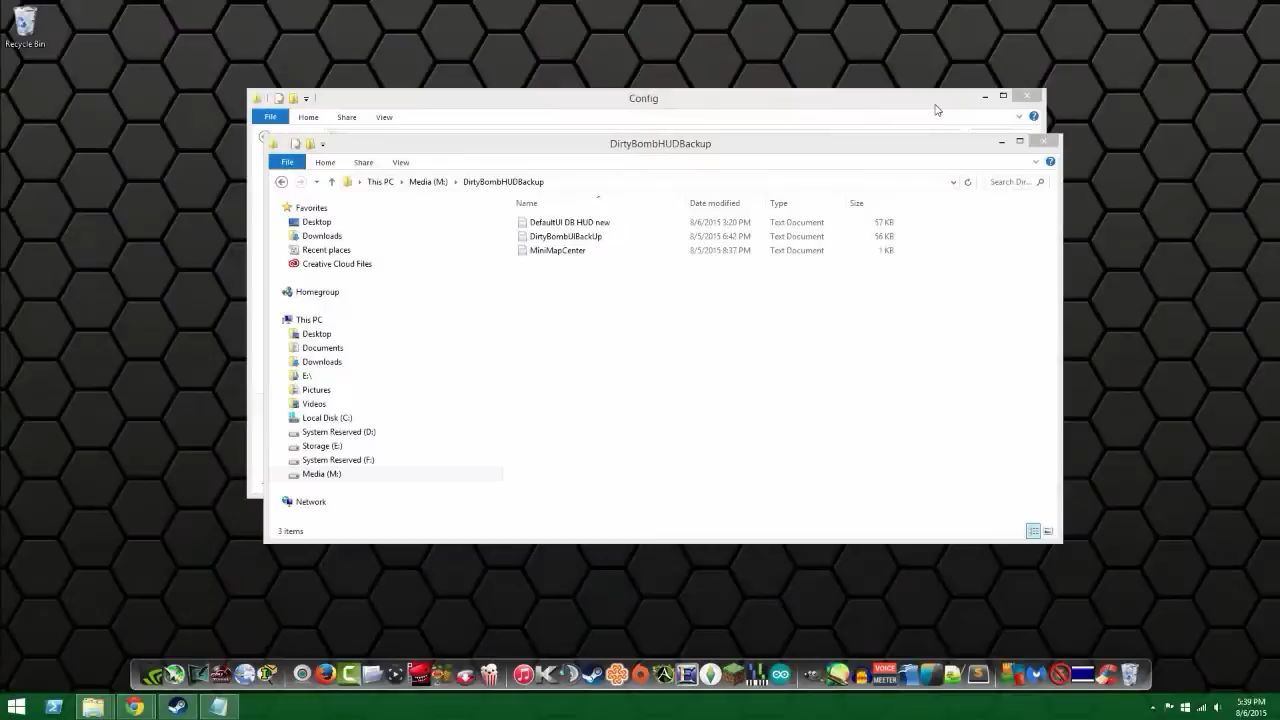 Recycle Bin
Config
File Home Share View
DirtyBombHUDBackup
File Home Share View
This PC Media (M:) DirtyBombHUDBackup Search Dir...
Name Date modified Type Size
Favorites
Desktop
Downloads
Recent places
Creative Cloud Files
DefaultUI DB HUD new 8/6/2015 3:20 PM Text Document 57 KB
DirtyBombUIBackUp 8/5/2015 6:42 PM Text Document 56 KB
MiniMapCenter 8/5/2015 8:37 PM Text Document 1 KB
Homegroup
This PC
Desktop
Documents
Downloads
E:\
Pictures
Videos
Local Disk (C:)
System Reserved (D:)
Storage (E:)
System Reserved (F:)
Media (M:)
Network
3 items
VOICE
MEETER
5:39 PM
8/6/2015